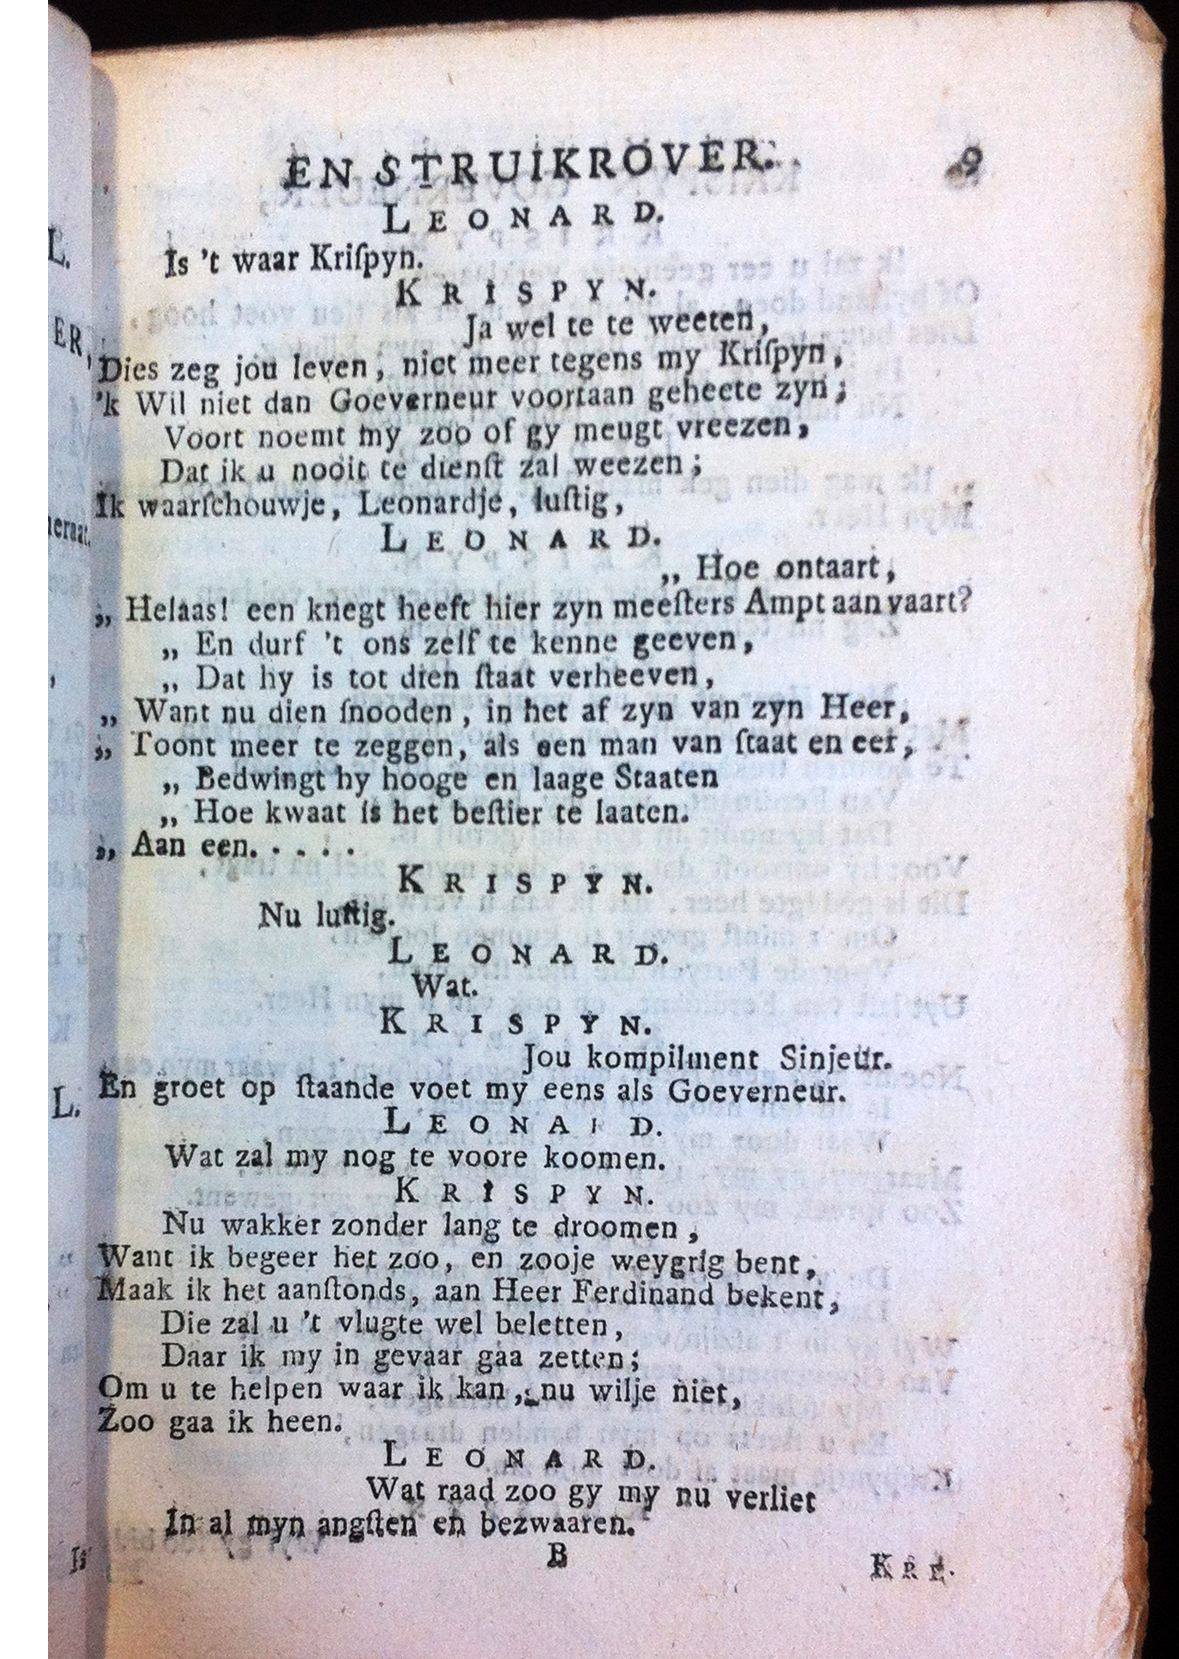 EN STRUIKROVER. 9
LEONARD.
Is 't waar Kriſpyn.
KRISPYN.
Ja wel te te weeten,
Dies zeg jou leven, niet meer tegens my Kriſpyn,
'k Wil niet dan Goeverneur voortaan geheete zyn;
Voort noemt my zoo of gy meugt vreezen,
Dat ik u nooit te dienſt zal weezen;
Ik waarſchouwje, Leonardje, luſtig,
LEONARD.
„ Hoe ontaart,
„ Helaas! een knegt heeft hier zyn meeſters Ampt aanvaart?
„ En durf 't ons zelf te kenne geeven,
„ Dat hy is tot dien ſtaat verheeven,
„ Want nu dien ſnooden, in het af zyn van zyn Heer,
„ Toont meer te zeggen, als een man van ſtaat en eer,
„ Bedwingt hy hooge en laage Staaten
„ Hoe kwaat is het beſtier te laaten.
„ Aan een. . . . .
KRISPYN.
Nu luſtig.
LEONARD.
Wat.
KRISPYN.
Jou kompilment Sinjeur.
En groet op ſtaande voet my eens als Goeverneur.
LEONARD.
Wat zal my nog te voore koomen.
KRISPYN.
Nu wakker zonder lang te droomen,
Want ik begeer het zoo, en zooje weygrig bent,
Maak ik het aanſtonds, aan Heer Ferdinand bekent,
Die zal u 't vlugte wel beletten,
Daar ik my in gevaar gaa zetten;
Om u te helpen waar ik kan, nu wilje niet,
Zoo gaa ik heen.
LEONARD.
Wat raad zoo gy my nu verliet
In al myn angſten en bezwaaren.
B
KRE.